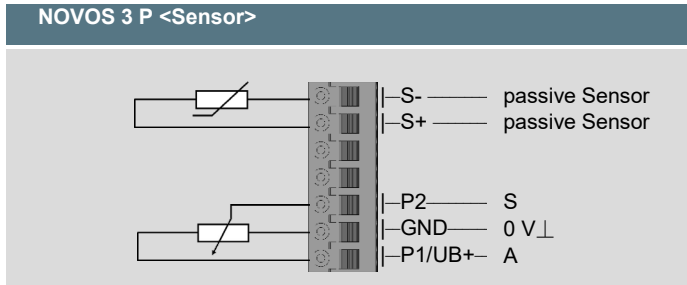 NOVOS 3 P <Sensor>
S- passive Sensor
S+ passive Sensor
P2 S
GND 0 V⊥
P1/UB+ A